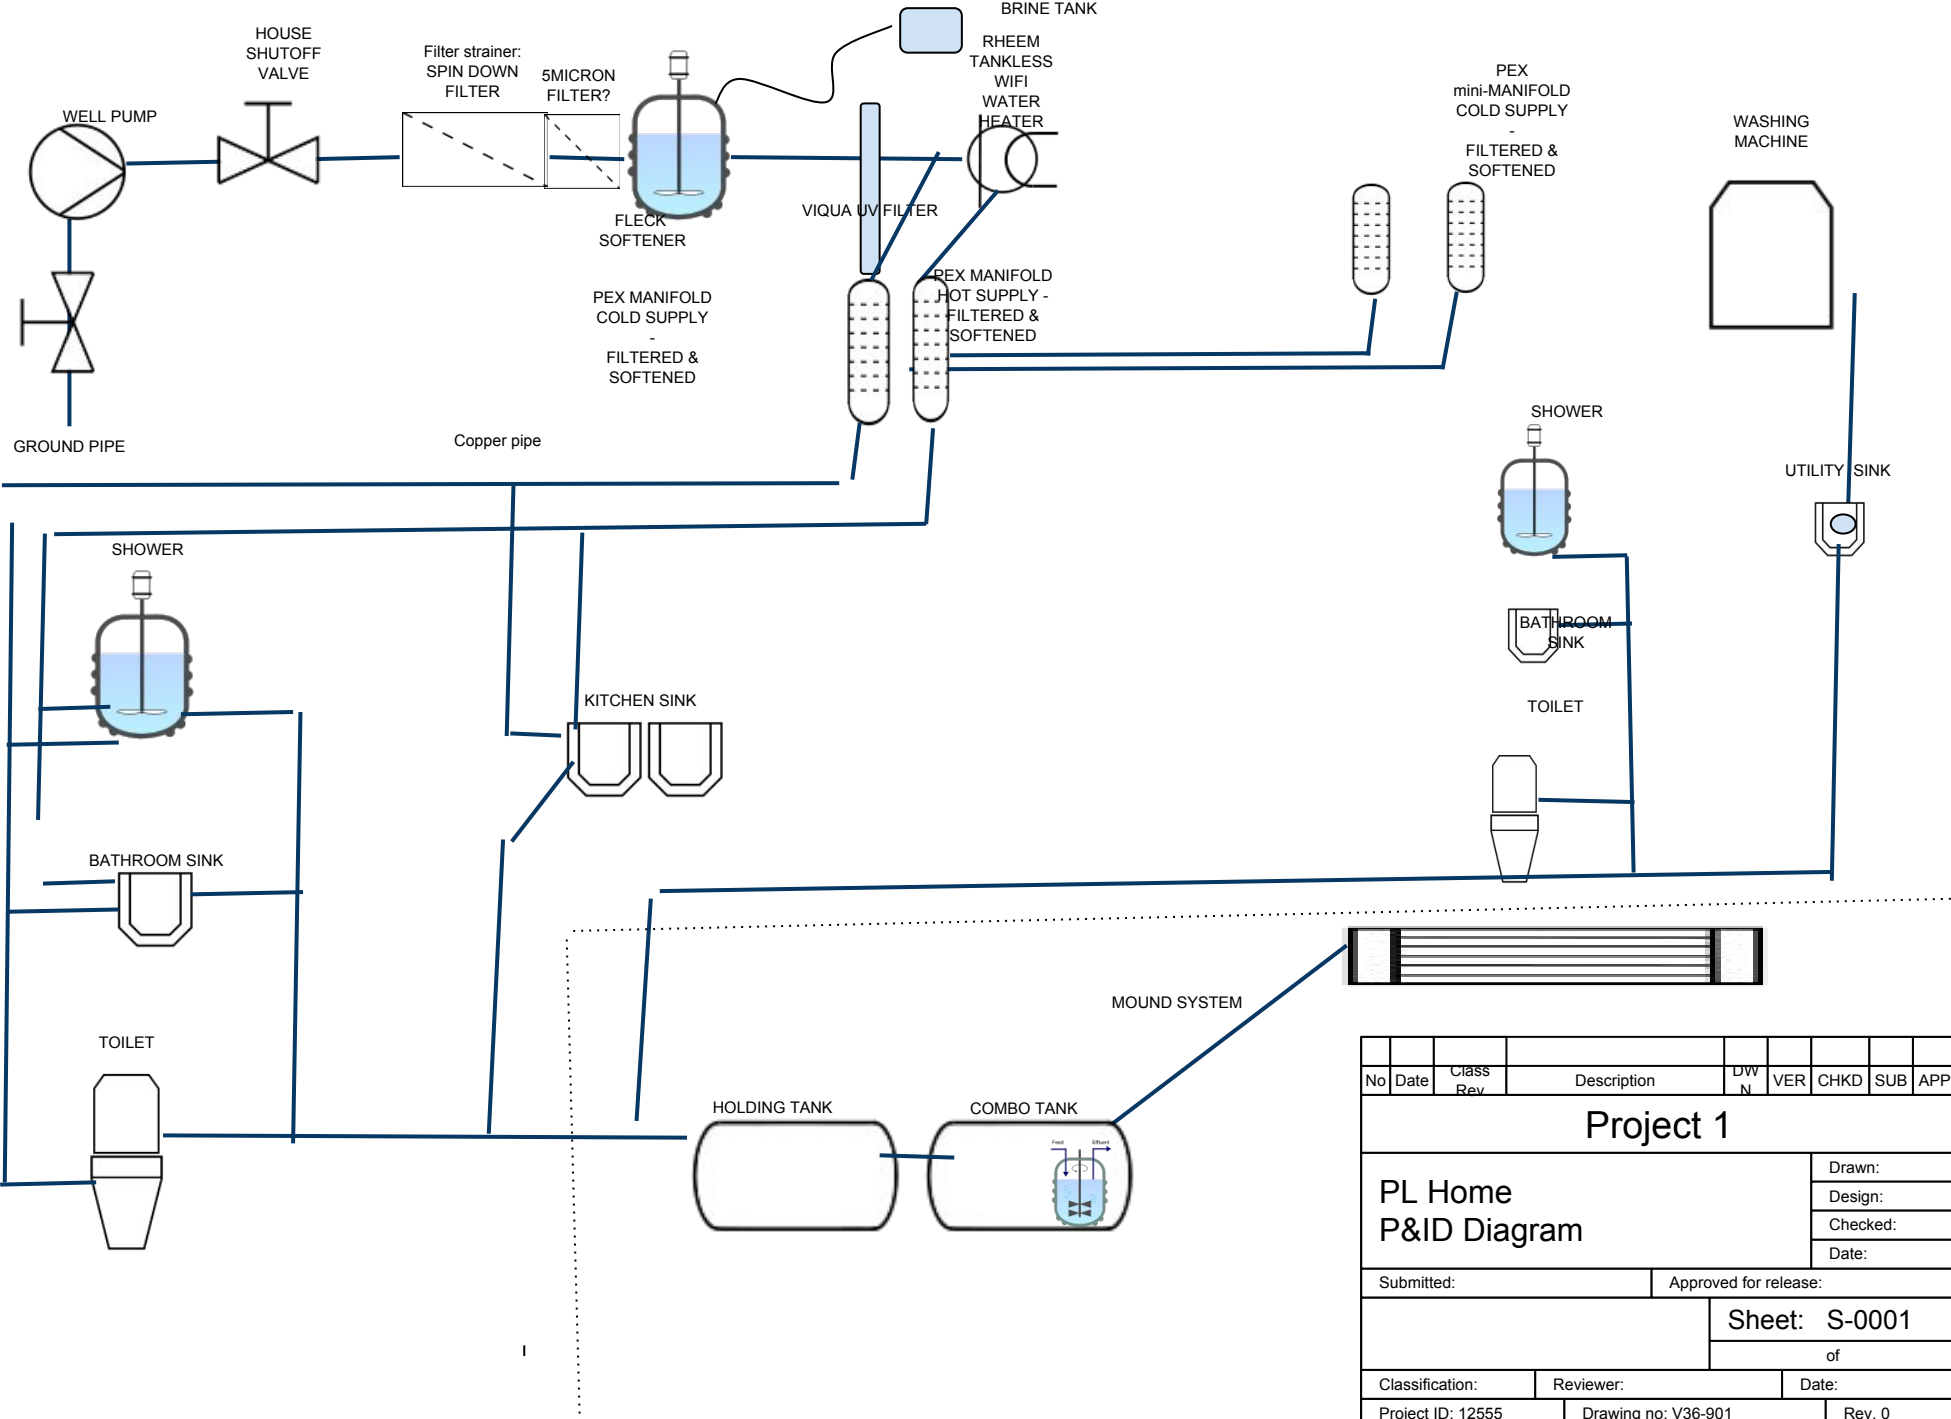 BRINE TANK
HOUSE
SHUTOFF
VALVE
Filter strainer:
SPIN DOWN
FILTER
5MICRON
FILTER?
RHEEM
TANKLESS
WIFI
WATER
HEATER
PEX
mini-MANIFOLD
COLD SUPPLY
-
FILTERED &
SOFTENED
WASHING
MACHINE
WELL PUMP
FLECK
SOFTENER
VIQUA UV FILTER
PEX MANIFOLD
COLD SUPPLY
-
FILTERED &
SOFTENED
PEX MANIFOLD
HOT SUPPLY -
FILTERED &
SOFTENED
GROUND PIPE
Copper pipe
SHOWER
UTILITY SINK
SHOWER
BATHROOM
SINK
KITCHEN SINK
TOILET
BATHROOM SINK
MOUND SYSTEM
TOILET
HOLDING TANK
COMBO TANK
Feed
Effluent
No Date Class Rev Description DWN VER CHKD SUB APP
Project 1
PL Home
P&ID Diagram
Drawn:
Design:
Checked:
Date:
Submitted:
Approved for release:
Sheet: S-0001
of
Classification:
Reviewer:
Date:
Project ID: 12555
Drawing no: V36-901
Rev. 0